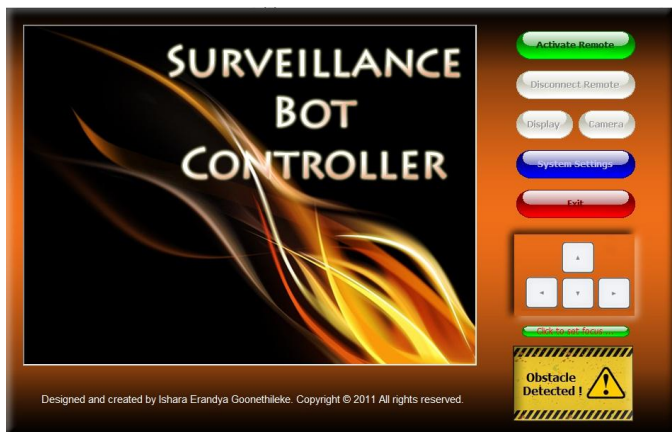 SURVEILLANCE
BOT
CONTROLLER
Activate Remote
Disconnect Remote
Display
Camera
System Settings
Exit
Click to set focus ...
Obstacle
Detected !
Designed and created by Ishara Erandya Goonethileke. Copyright © 2011 All rights reserved.